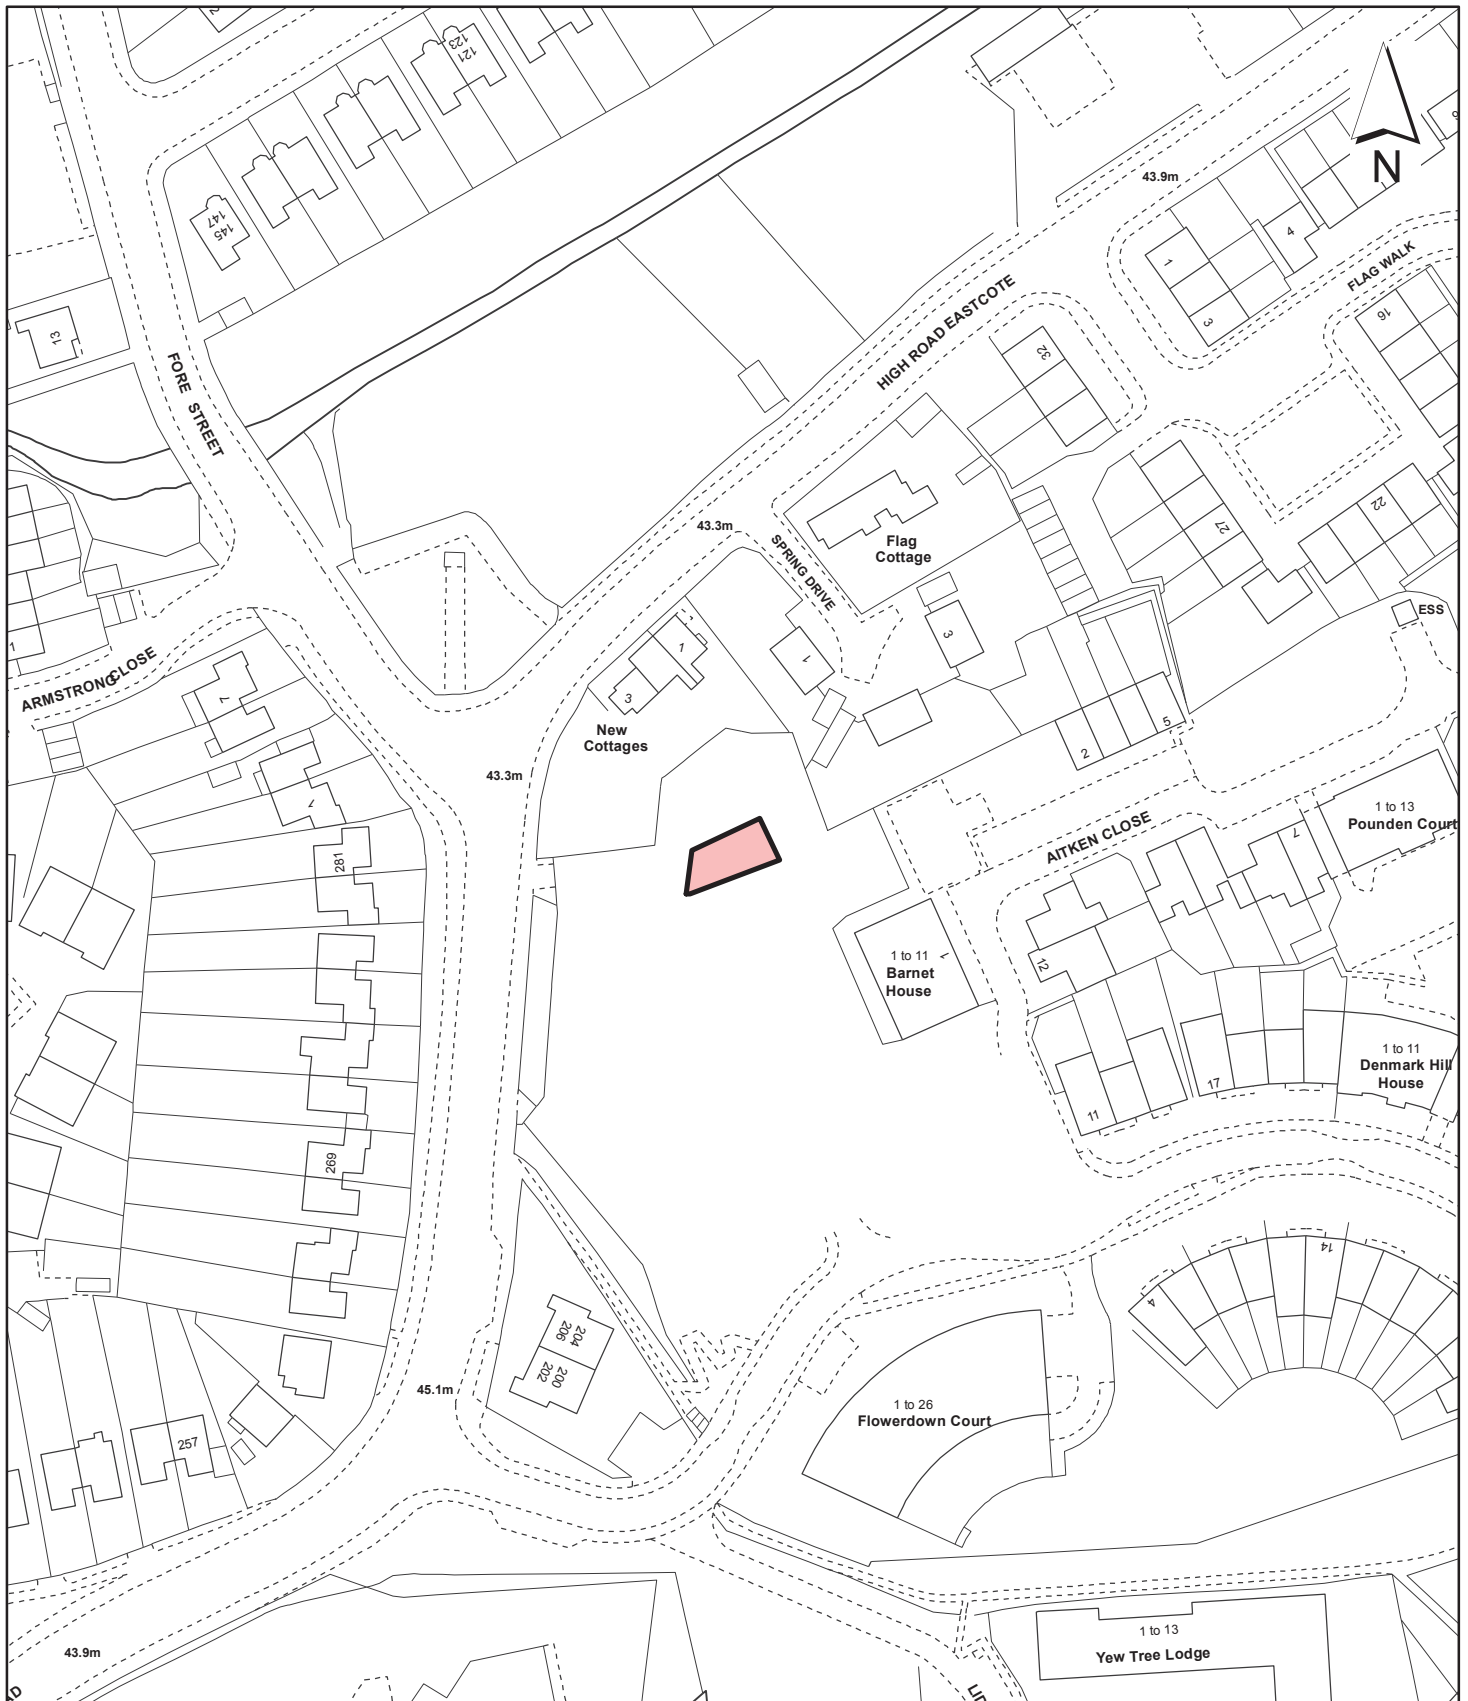 123
121
N
43.9m
147
145
4
1
3
FLAG WALK
16
13
FORE STREET
HIGH ROAD EASTCOTE
32
22
27
43.3m
SPRING DRIVE
Flag
Cottage
ESS
1
ARMSTRONG CLOSE
7
1
3
New
Cottages
1
3
2
5
43.3m
1
281
1 to 13
Pounden Court
AITKEN CLOSE
7
12
1 to 11
Barnet
House
1
1 to 11
Denmark Hill
House
17
11
269
14
4
206
204
202
200
45.1m
1 to 26
Flowerdown Court
257
43.9m
1 to 13
Yew Tree Lodge